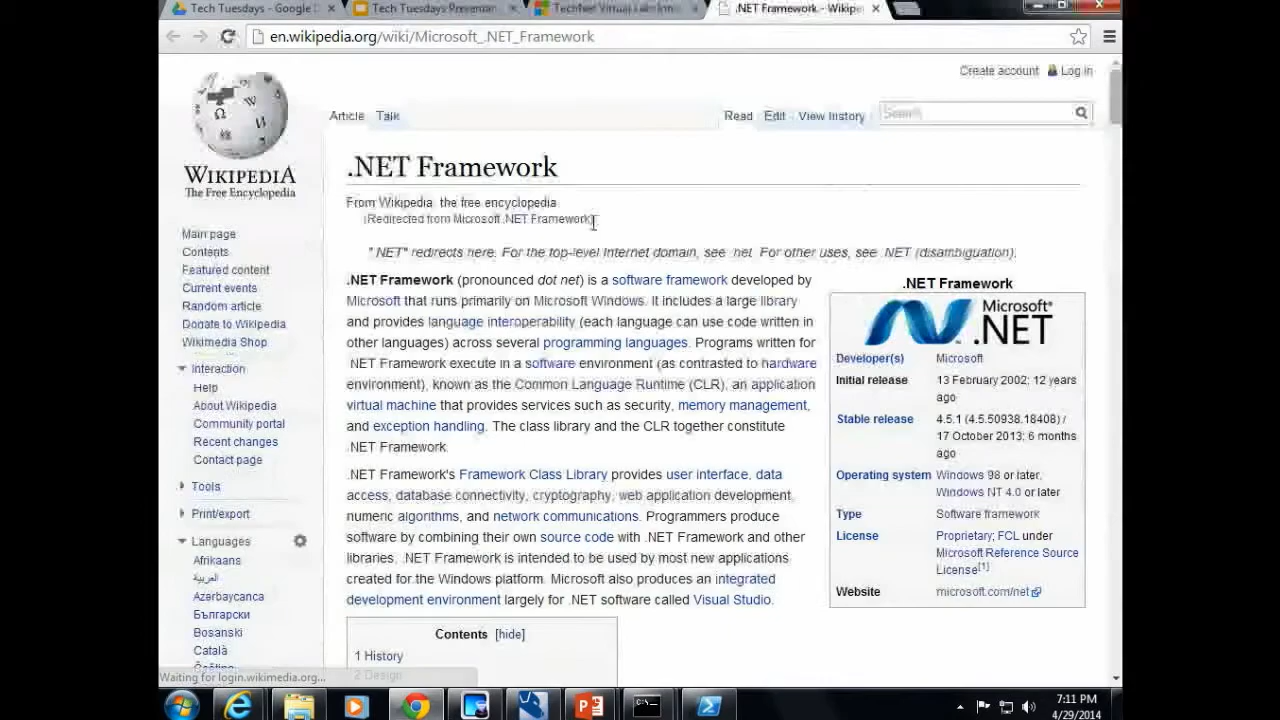 Tech Tuesdays - Google D
Tech Tuesdays Presentat
TechNet Virtual Labs
.NET Framework - Wikipe
en.wikipedia.org/wiki/Microsoft_.NET_Framework
Create account Log in
Article Talk Read Edit View history Search
WIKIPEDIA
The Free Encyclopedia
Main page
Contents
Featured content
Current events
Random article
Donate to Wikipedia
Wikimedia Shop
Interaction
Help
About Wikipedia
Community portal
Recent changes
Contact page
Tools
Print/export
Languages
Afrikaans
العربية
Azərbaycanca
Български
Bosanski
Català
Čeština
.NET Framework
From Wikipedia the free encyclopedia
(Redirected from Microsoft .NET Framework)
".NET" redirects here. For the top-level Internet domain, see .net. For other uses, see .NET (disambiguation).
.NET Framework (pronounced dot net) is a software framework developed by
Microsoft that runs primarily on Microsoft Windows. It includes a large library
and provides language interoperability (each language can use code written in
other languages) across several programming languages. Programs written for
.NET Framework execute in a software environment (as contrasted to hardware
environment), known as the Common Language Runtime (CLR), an application
virtual machine that provides services such as security, memory management,
and exception handling. The class library and the CLR together constitute
.NET Framework.
.NET Framework's Framework Class Library provides user interface, data
access, database connectivity, cryptography, web application development,
numeric algorithms, and network communications. Programmers produce
software by combining their own source code with .NET Framework and other
libraries. .NET Framework is intended to be used by most new applications
created for the Windows platform. Microsoft also produces an integrated
development environment largely for .NET software called Visual Studio.
Contents [hide]
1 History
2 Design
.NET Framework
Microsoft®
.NET
Developer(s) Microsoft
Initial release 13 February 2002; 12 years
ago
Stable release 4.5.1 (4.5.50938.18408) /
17 October 2013; 6 months
ago
Operating system Windows 98 or later,
Windows NT 4.0 or later
Type Software framework
License Proprietary; FCL under
Microsoft Reference Source
License[1]
Website microsoft.com/net
Waiting for login.wikimedia.org...
7:11 PM
4/29/2014